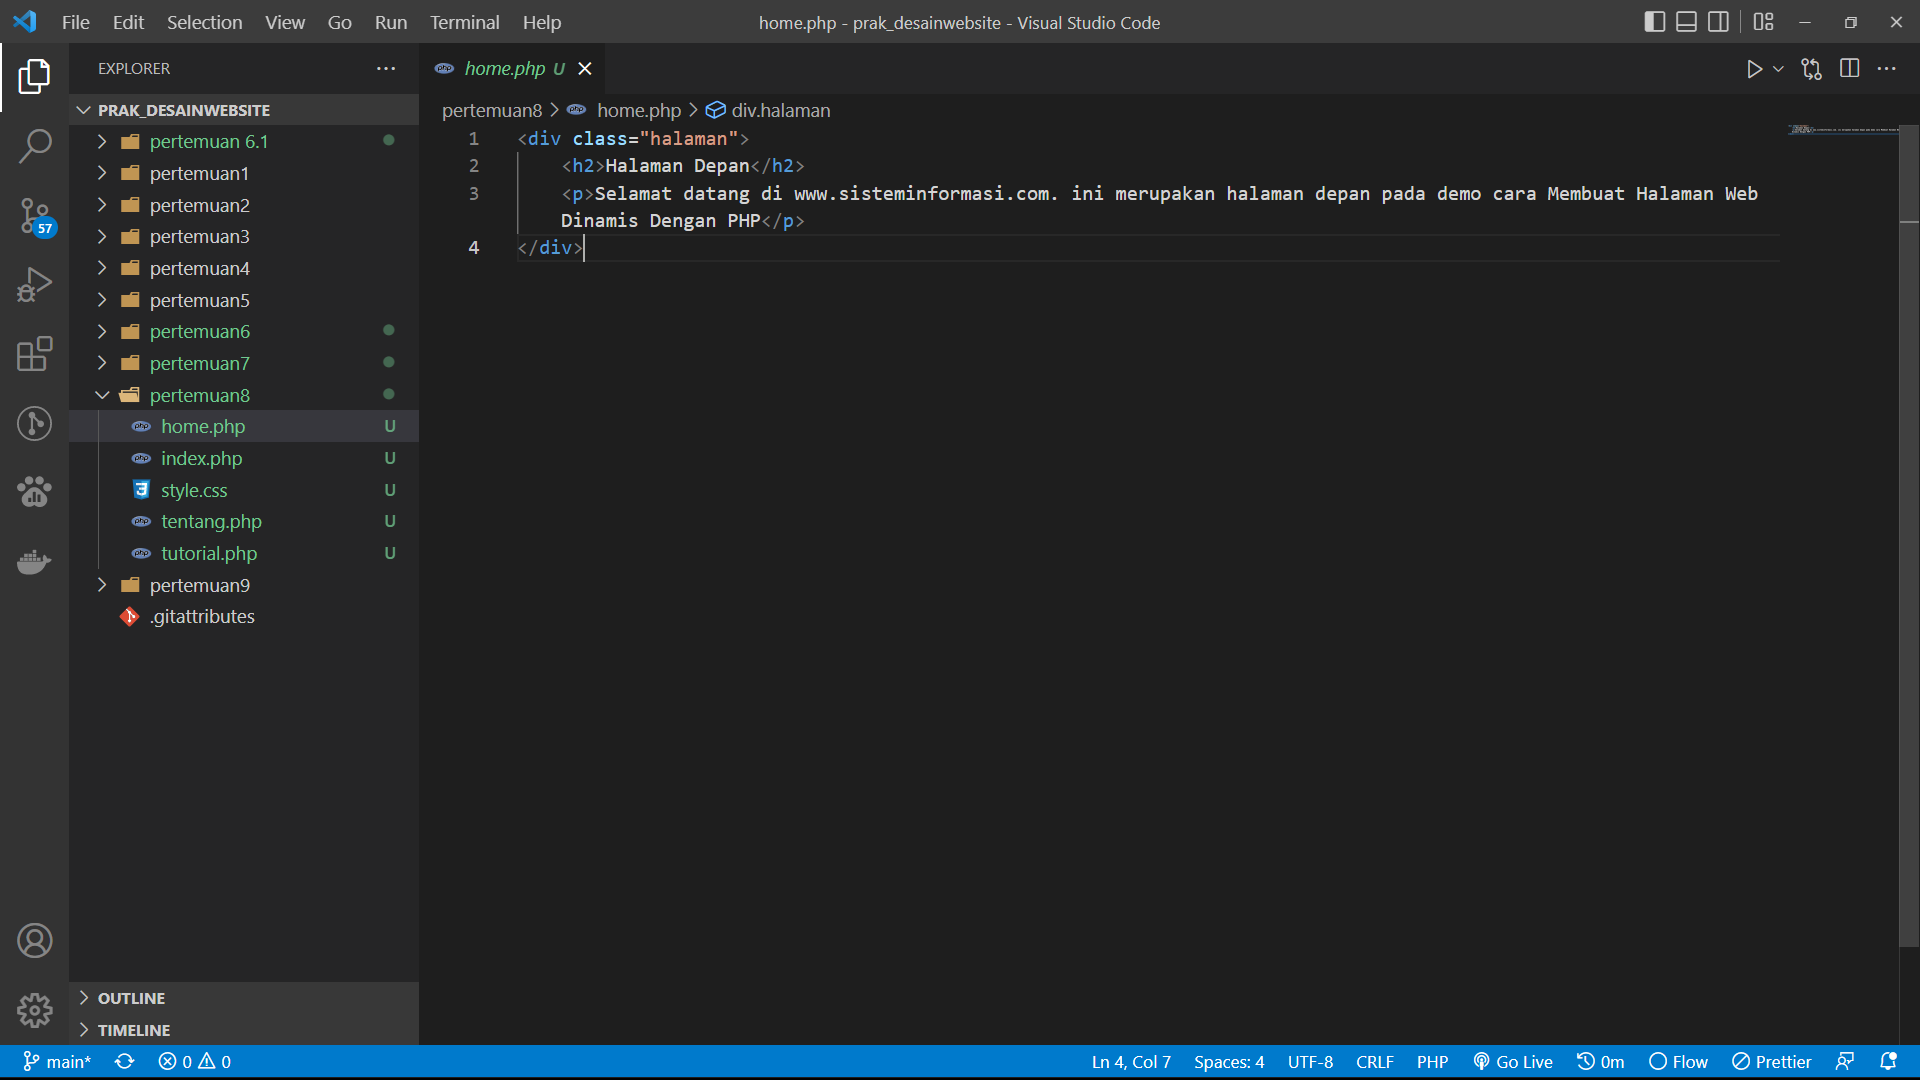 File Edit Selection View Go Run Terminal Help
home.php - prak_desainwebsite - Visual Studio Code
EXPLORER
PRAK_DESAINWEBSITE
pertemuan 6.1
pertemuan1
pertemuan2
pertemuan3
pertemuan4
pertemuan5
pertemuan6
pertemuan7
pertemuan8
home.php U
index.php U
style.css U
tentang.php U
tutorial.php U
pertemuan9
.gitattributes
OUTLINE
TIMELINE
57
home.php U
pertemuan8 > home.php > div.halaman
1 <div class="halaman">
2 <h2>Halaman Depan</h2>
3 <p>Selamat datang di www.sisteminformasi.com. ini merupakan halaman depan pada demo cara Membuat Halaman Web
Dinamis Dengan PHP</p>
4 </div>
main* 0 0 Ln 4, Col 7 Spaces: 4 UTF-8 CRLF PHP Go Live 0m Flow Prettier